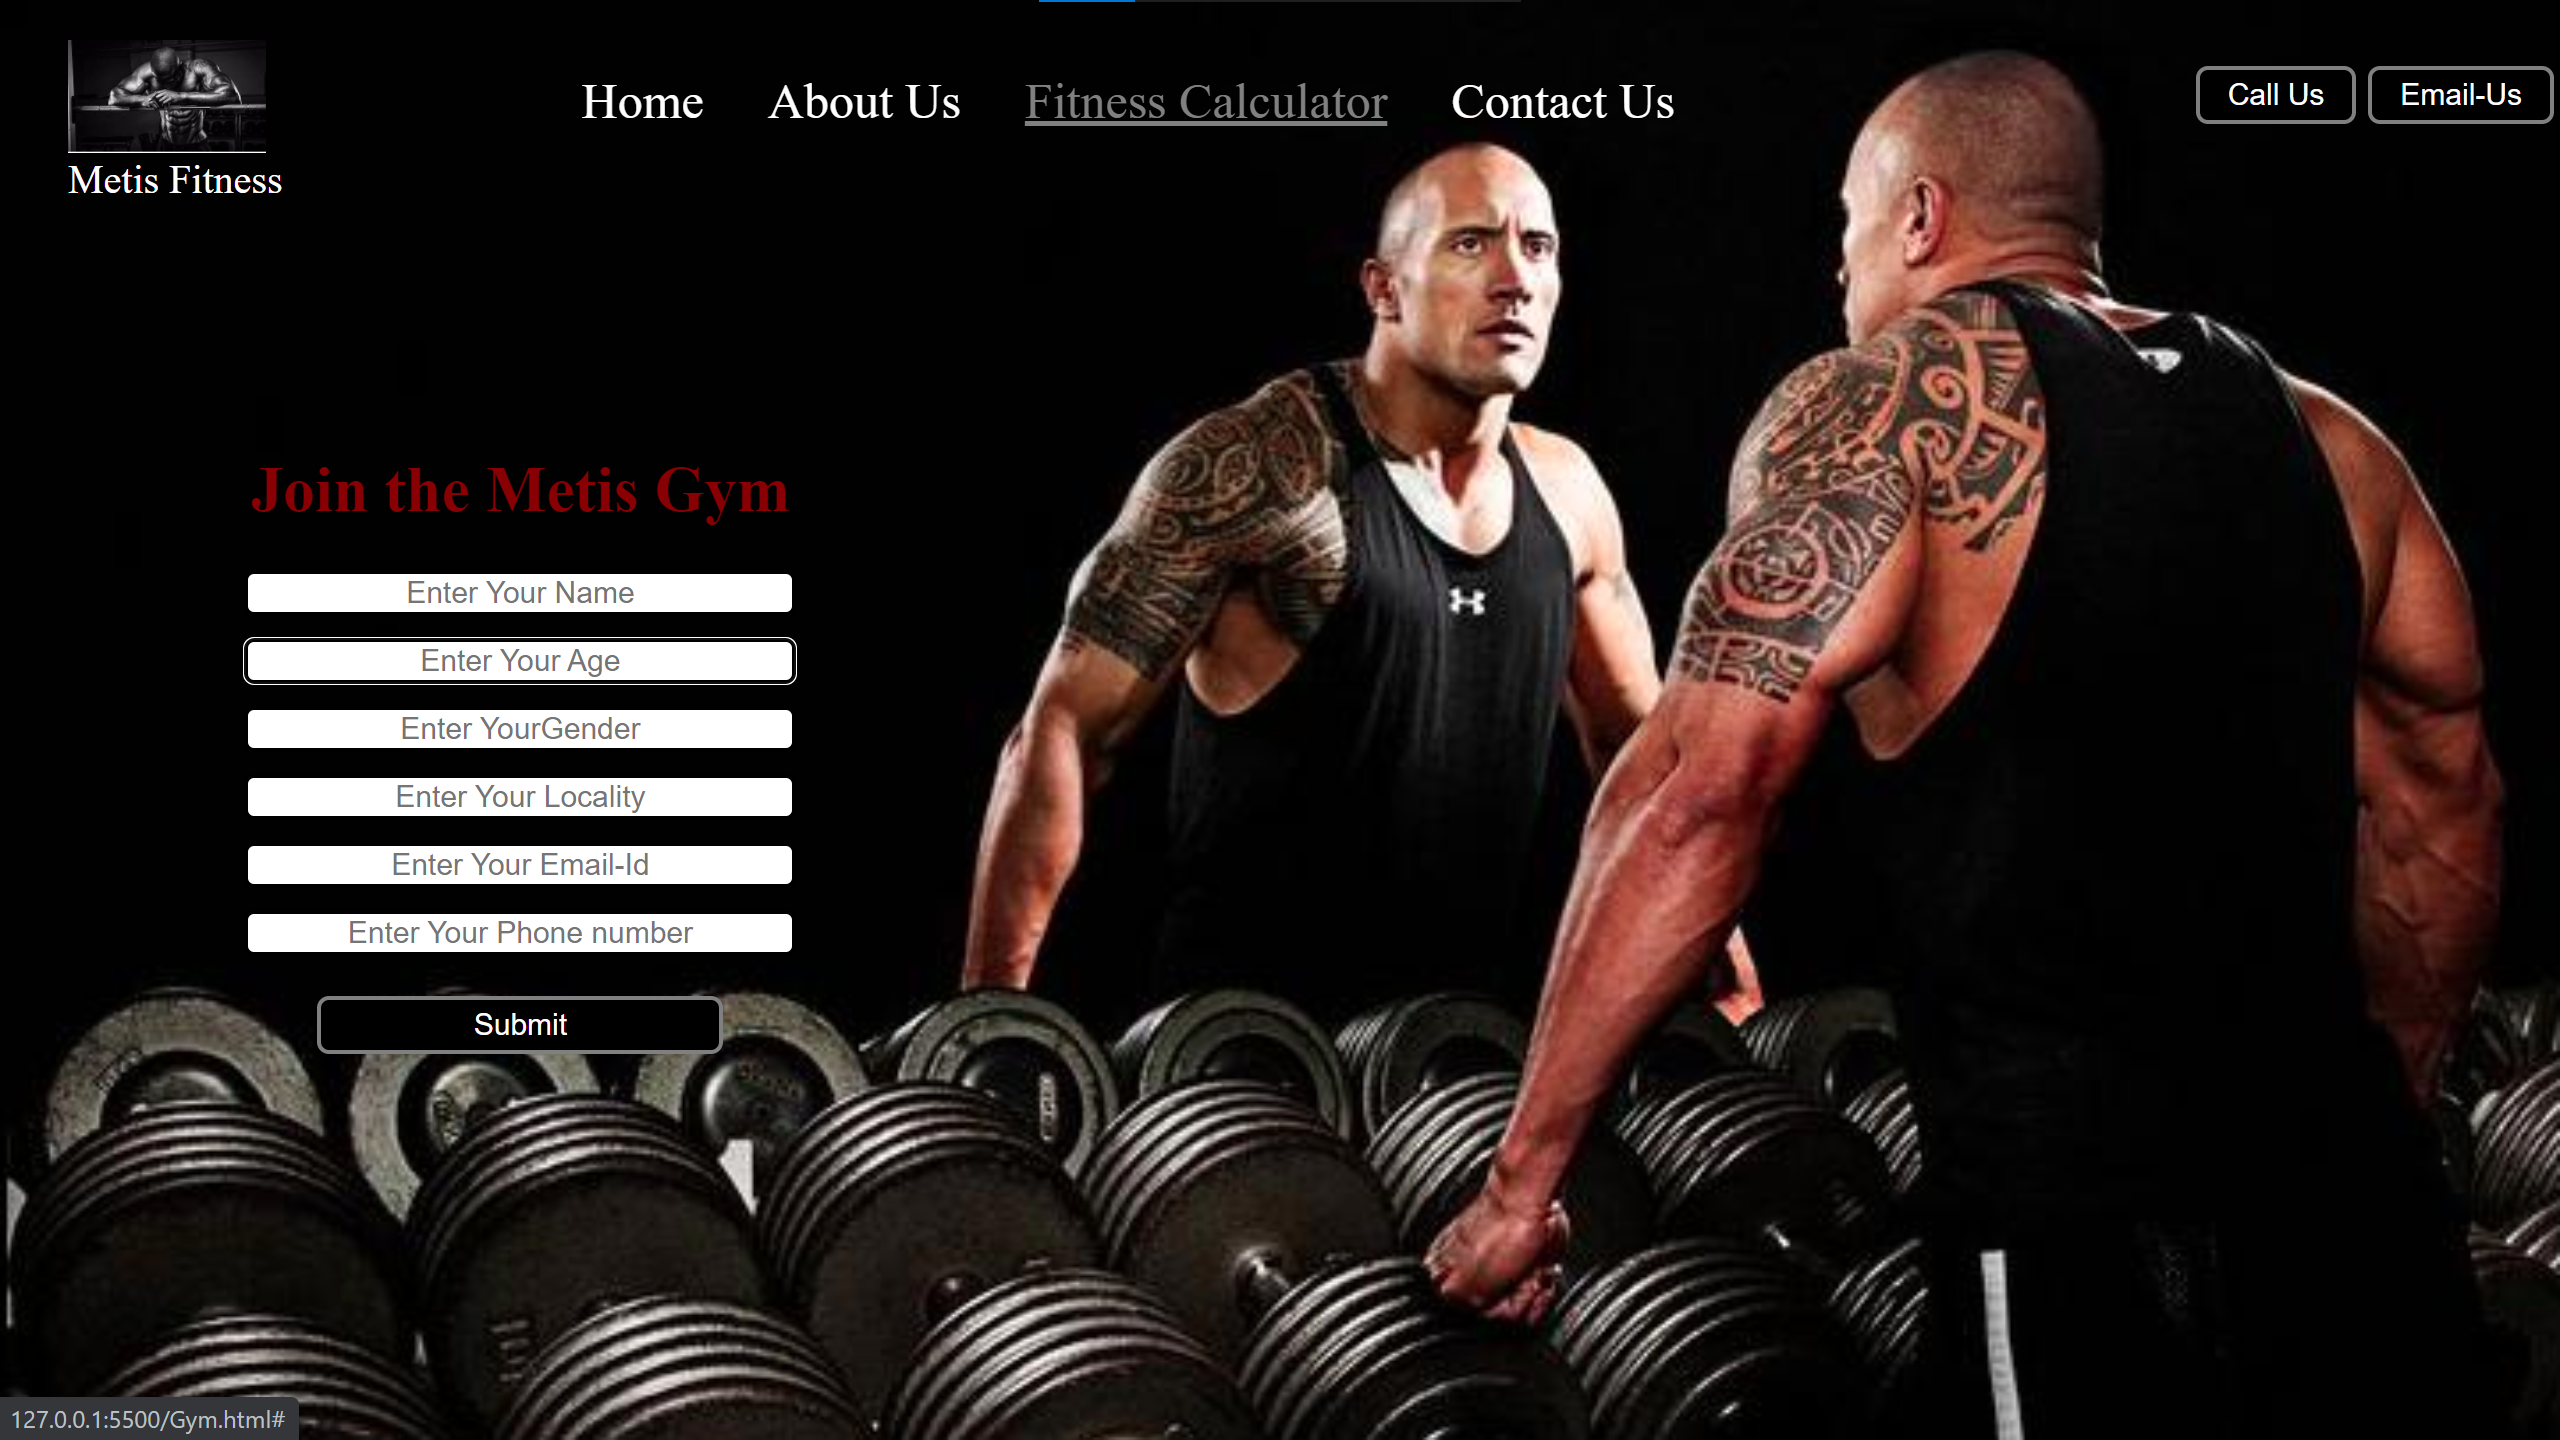 Home About Us Fitness Calculator Contact Us
Call Us Email-Us
Metis Fitness
Join the Metis Gym
Enter Your Name
Enter Your Age
Enter YourGender
Enter Your Locality
Enter Your Email-Id
Enter Your Phone number
Submit
127.0.0.1:5500/Gym.html#